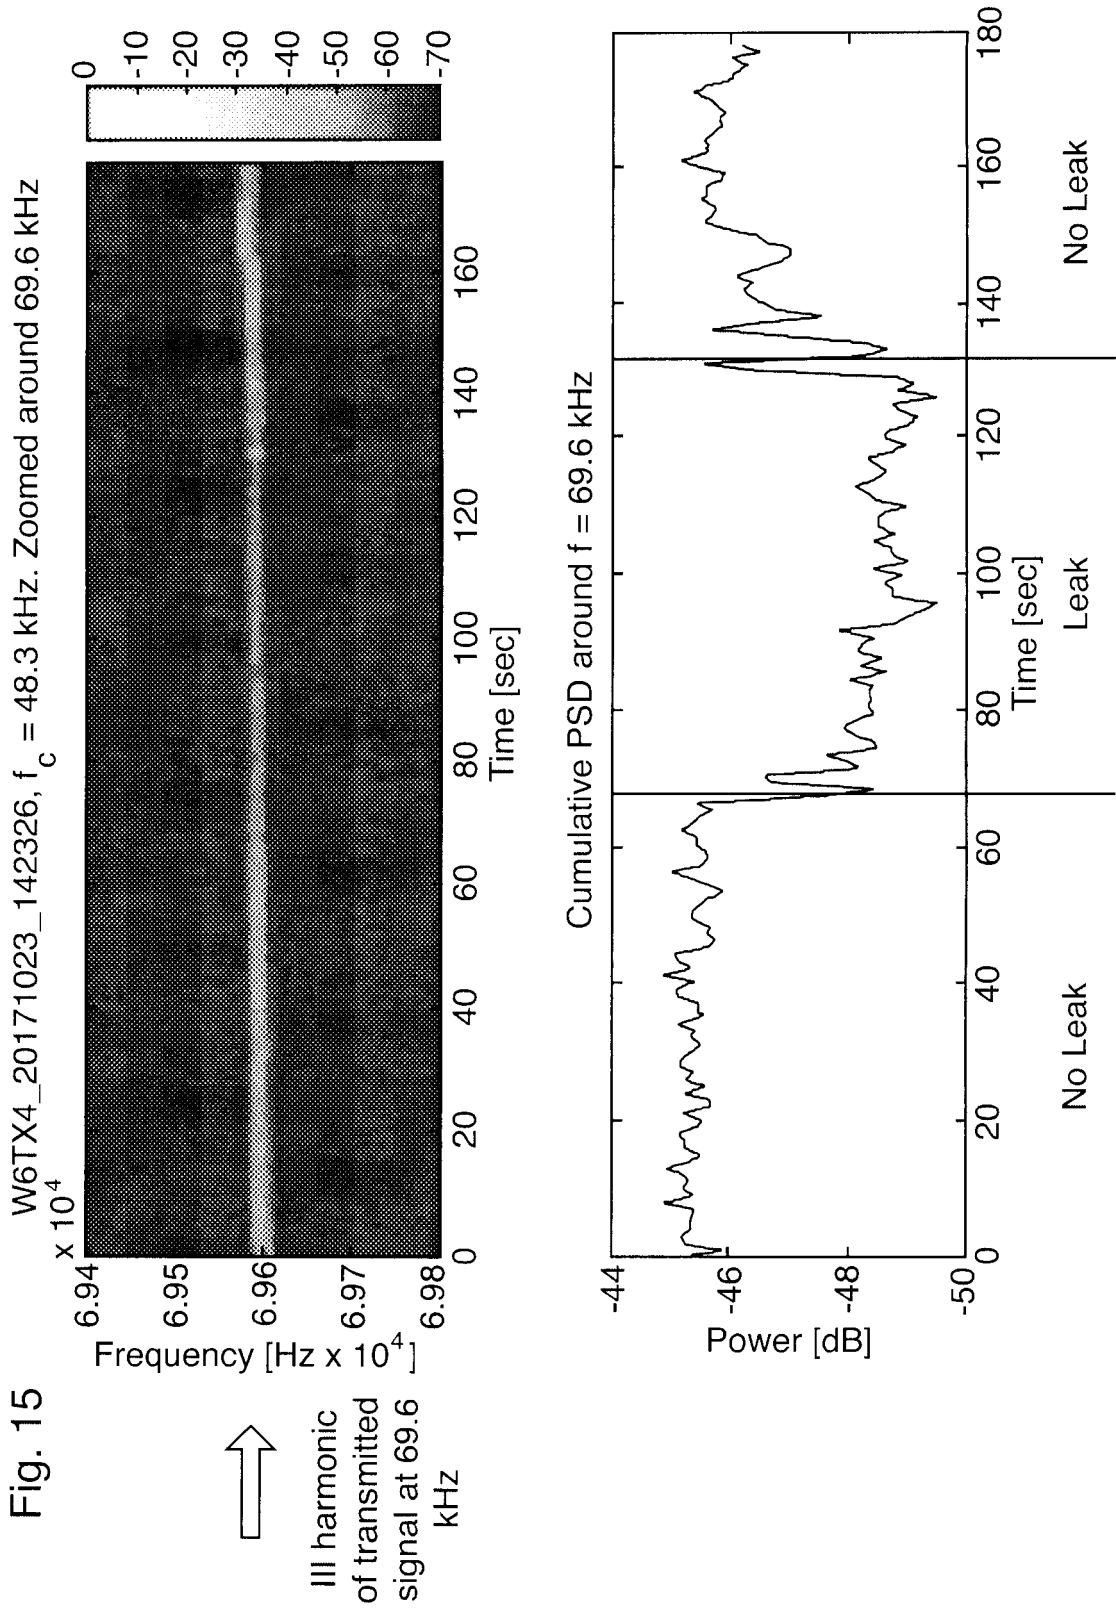 Fig. 15
W6TX4_20171023_142326, f_c = 48.3 kHz. Zoomed around 69.6 kHz
x 10^4
6.94
6.95
6.96
6.97
6.98
Frequency [Hz x 10^4]
III harmonic
of transmitted
signal at 69.6
kHz
0 20 40 60 80 100 120 140 160
Time [sec]
0
-10
-20
-30
-40
-50
-60
-70
Cumulative PSD around f = 69.6 kHz
-44
-46
-48
-50
Power [dB]
0 20 40 60 80 100 120 140 160 180
Time [sec]
No Leak Leak No Leak